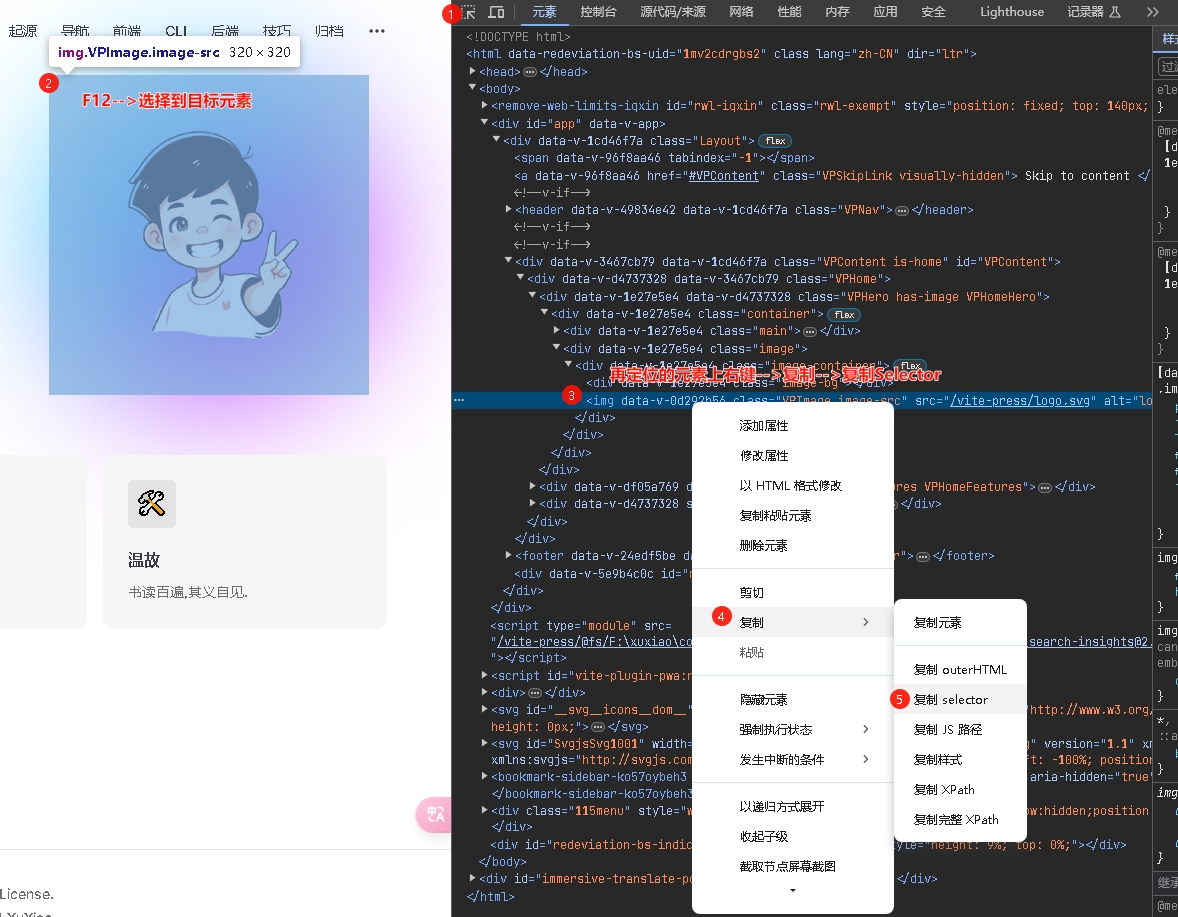 起源
导航
前端
CLI
后端
技巧
归档
img.VPImage.image-src 320 × 320
2
F12-->选择到目标元素
温故
书读百遍,其义自见.
License.
1
元素
控制台
源代码/来源
网络
性能
内存
应用
安全
Lighthouse
记录器
<!DOCTYPE html>
<html data-redeviation-bs-uid="1mv2cdrgbs2" class lang="zh-CN" dir="ltr">
<head>⋯</head>
<body>
<remove-web-limits-iqxin id="rwl-iqxin" class="rwl-exempt" style="position: fixed; top: 140px;
<div id="app" data-v-app>
<div data-v-1cd46f7a class="Layout"> flex
<span data-v-96f8aa46 tabindex="-1"></span>
<a data-v-96f8aa46 href="#VPContent" class="VPSkipLink visually-hidden"> Skip to content </
<!--v-if-->
<header data-v-49834e42 data-v-1cd46f7a class="VPNav">⋯</header>
<!--v-if-->
<!--v-if-->
<div data-v-3467cb79 data-v-1cd46f7a class="VPContent is-home" id="VPContent">
<div data-v-d4737328 data-v-3467cb79 class="VPHome">
<div data-v-1e27e5e4 data-v-d4737328 class="VPHero has-image VPHomeHero">
<div data-v-1e27e5e4 class="container"> flex
<div data-v-1e27e5e4 class="main">⋯</div>
<div data-v-1e27e5e4 class="image">
<div data-v-1e27e5e4 class="image-container"> flex
再定位的元素上右键-->复制-->复制Selector
<div data-v-1e27e5e4 class="image-bg"></div>
3
<img data-v-0d292b56 class="VPImage image-src" src="/vite-press/logo.svg" alt="lo
</div>
</div>
</div>
</div>
<div data-v-df05a769 d
res VPHomeFeatures">⋯</div>
<div data-v-d4737328 s
</div>
</div>
</div>
<footer data-v-24edf5be d
">⋯</footer>
<div data-v-5e9b4c0c id="
</div>
</div>
<script type="module" src=
"/vite-press/@fs/F:\xuxiao\co
search-insights@2.
"></script>
<script id="vite-plugin-pwa:r
<div>⋯</div>
<svg id="__svg__icons__dom__"
"http://www.w3.org/
height: 0px;">⋯</svg>
<svg id="SvgjsSvg1001" width=
version="1.1" xm
xmlns:svgjs="http://svgjs.com
ft: -100%; position
<bookmark-sidebar-ko57oybeh3
aria-hidden="true"
</bookmark-sidebar-ko57oybeh
<div class="115menu" style="w
ow:hidden;position:
</div>
<div id="redeviation-bs-indic
style="height: 9%; top: 0%;"></div>
</body>
<div id="immersive-translate-po
</div>
</html>
添加属性
修改属性
以 HTML 格式修改
复制粘贴元素
删除元素
剪切
4
复制
粘贴
隐藏元素
强制执行状态
发生中断的条件
以递归方式展开
收起子级
截取节点屏幕截图
复制元素
复制 outerHTML
5
复制 selector
复制 JS 路径
复制样式
复制 XPath
复制完整 XPath